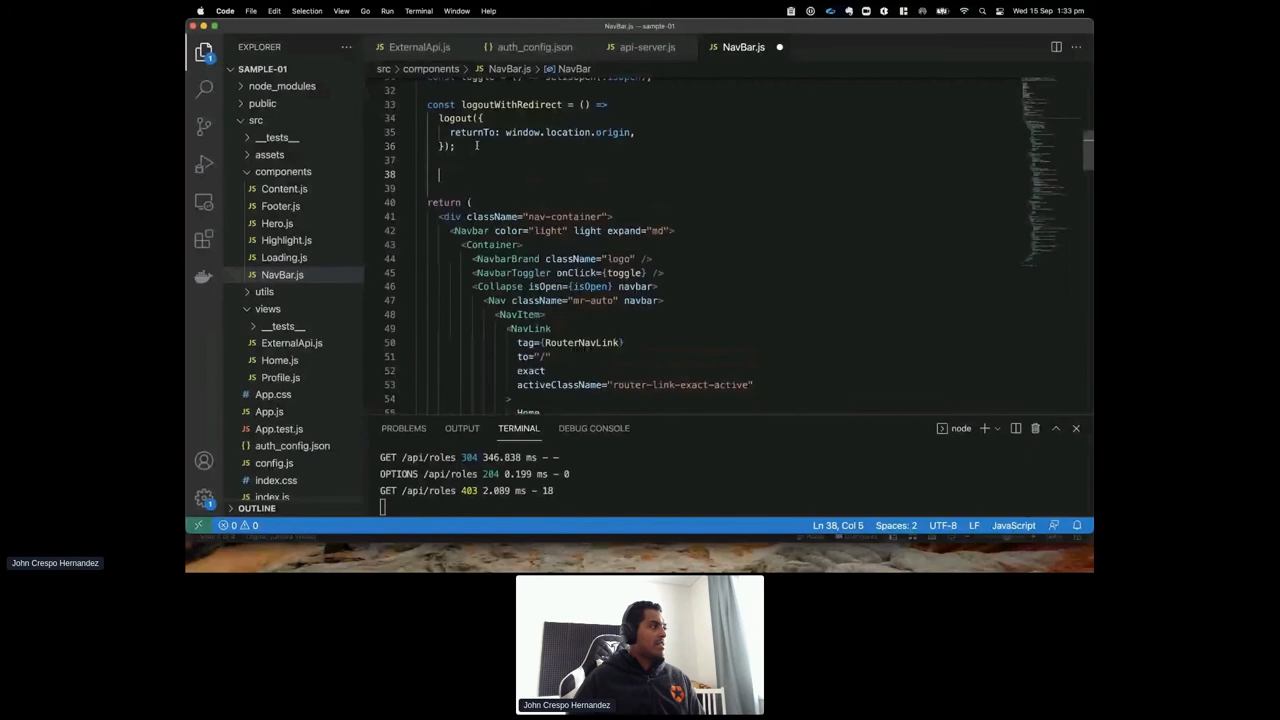 Code File Edit Selection View Go Run Terminal Window Help
Wed 15 Sep 1:33 pm
NavBar.js — sample-01
EXPLORER
ExternalApi.js
auth_config.json
api-server.js
NavBar.js
SAMPLE-01
node_modules
public
src
__tests__
assets
components
Content.js
Footer.js
Hero.js
Highlight.js
Loading.js
NavBar.js
utils
views
__tests__
ExternalApi.js
Home.js
Profile.js
App.css
App.js
App.test.js
auth_config.json
config.js
index.css
index.js
OUTLINE
src > components > NavBar.js > NavBar
32
33 const logoutWithRedirect = () =>
34 logout({
35 returnTo: window.location.origin,
36 });
37
38
39
40 return (
41 <div className="nav-container">
42 <Navbar color="light" light expand="md">
43 <Container>
44 <NavbarBrand className="logo" />
45 <NavbarToggler onClick={toggle} />
46 <Collapse isOpen={isOpen} navbar>
47 <Nav className="mr-auto" navbar>
48 <NavItem>
49 <NavLink
50 tag={RouterNavLink}
51 to="/"
52 exact
53 activeClassName="router-link-exact-active"
54 >
55 Home
PROBLEMS OUTPUT TERMINAL DEBUG CONSOLE
node
GET /api/roles 304 346.838 ms - -
OPTIONS /api/roles 204 0.199 ms - 0
GET /api/roles 403 2.089 ms - 18
0 0
Ln 38, Col 5 Spaces: 2 UTF-8 LF JavaScript
John Crespo Hernandez
John Crespo Hernandez